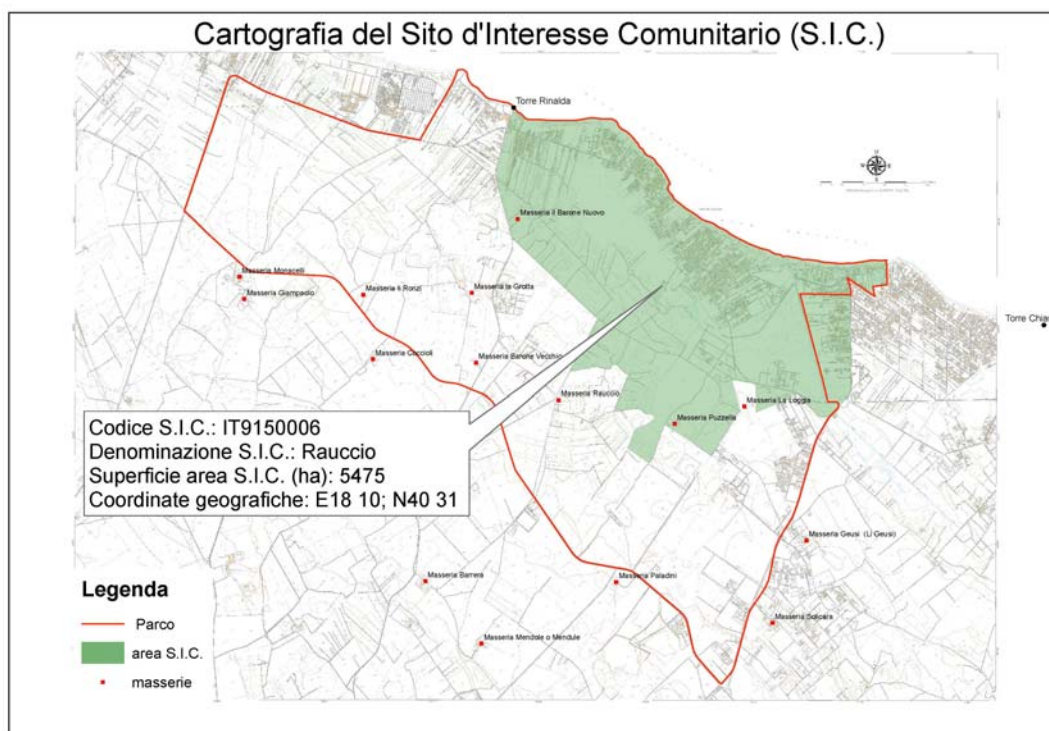 Cartografia del Sito d'Interesse Comunitario (S.I.C.)
Torre Rinalda
Masseria il Barone Nuovo
Masseria Monacelli
Masseria Giampaolo
Masseria li Ronzi
Masseria la Grotta
Torre Chian
Masseria Coccioli
Masseria Barone Vecchio
Masseria Rauccio
Masseria La Loggia
Masseria Puzzella
Codice S.I.C.: IT9150006
Denominazione S.I.C.: Rauccio
Superficie area S.I.C. (ha): 5475
Coordinate geografiche: E18 10; N40 31
Masseria Geusi (Li Geusi)
Masseria Barrera
Masseria Paladini
Masseria Solicara
Masseria Mendole o Mendule
Legenda
Parco
area S.I.C.
masserie